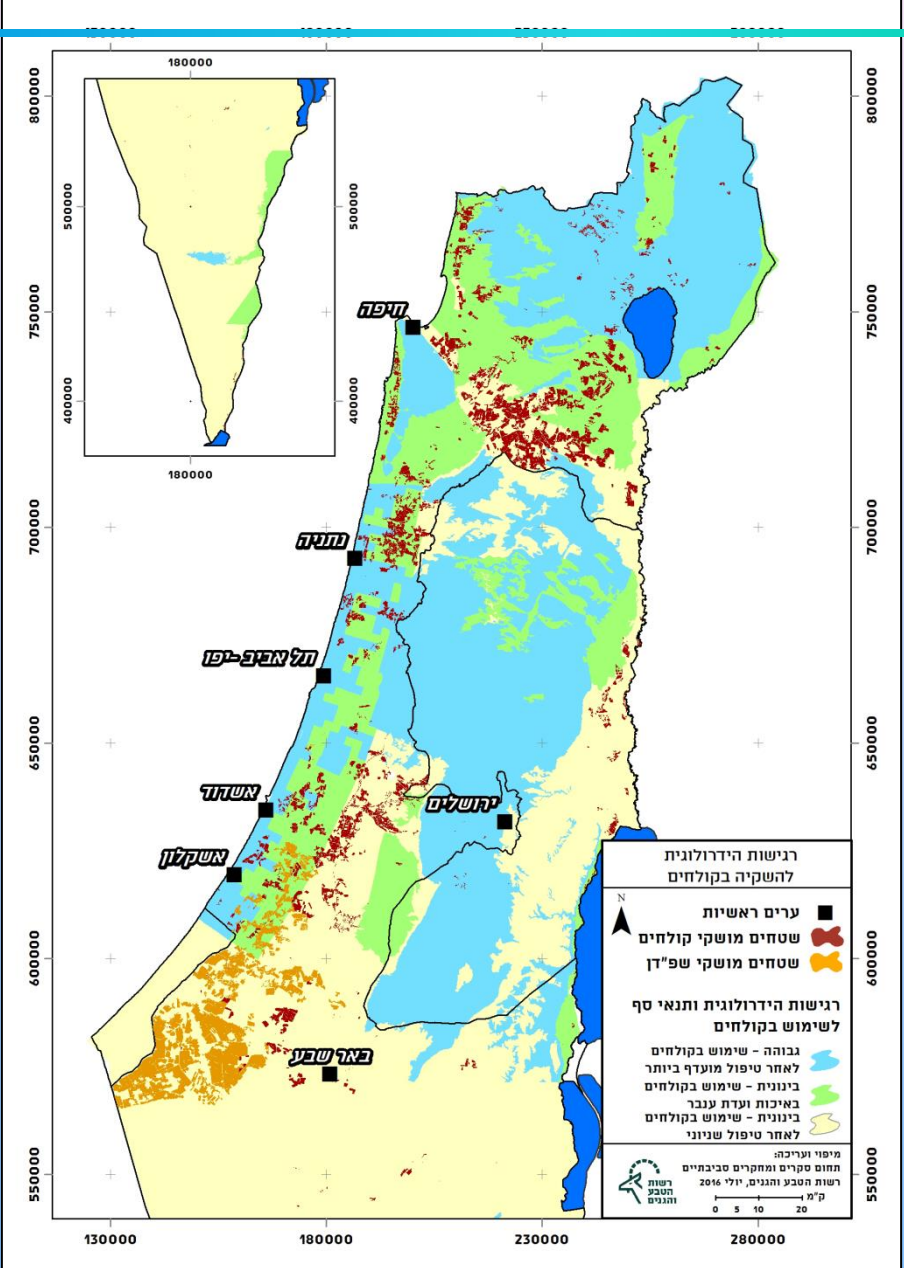 130000 180000 230000 280000
180000
800000
800000
500000
500000
750000
750000
400000
400000
180000
חיפה
700000
700000
נתניה
תל אביב -יפו
650000
650000
אשדוד
ירושלים
אשקלון
600000
600000
באר שבע
550000
550000
רגישות הידרולוגית
להשקיה בקולחים
N
ערים ראשיות
שטחים מושקי קולחים
שטחים מושקי שפ"דן
רגישות הידרולוגית ותנאי סף
לשימוש בקולחים
גבוהה - שימוש בקולחים
לאחר טיפול מועדף ביותר
בינונית - שימוש בקולחים
באיכות ועדת ענבר
בינונית - שימוש בקולחים
לאחר טיפול שניוני
מיפוי ועריכה:
תחום סקרים ומחקרים סביבתיים
רשות הטבע והגנים, יולי 2016
רשות
הטבע
והגנים
ק"מ
0 5 10 20
130000 180000 230000 280000